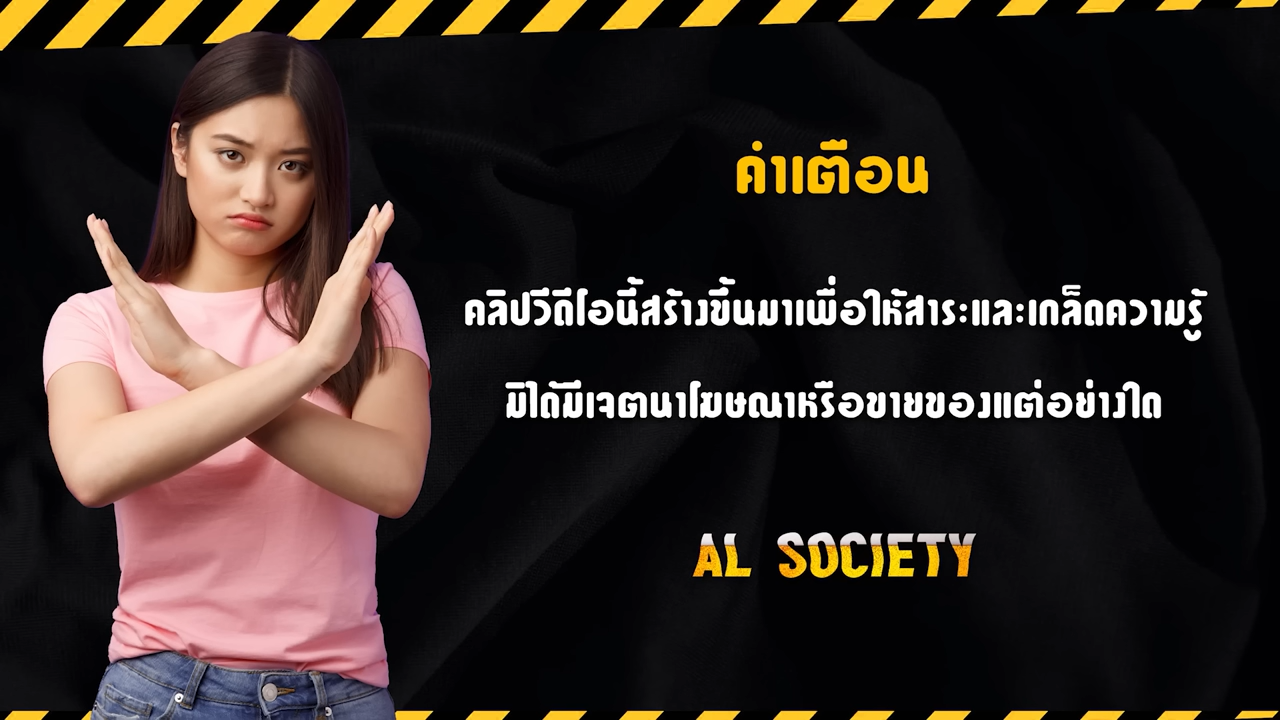 คำเตือน
คลิปวีดีโอนี้สร้างขึ้นมาเพื่อให้สาระและเกล็ดความรู้
มิได้มีเจตนาโฆษณาหรือขายของแต่อย่างใด
AL SOCIETY